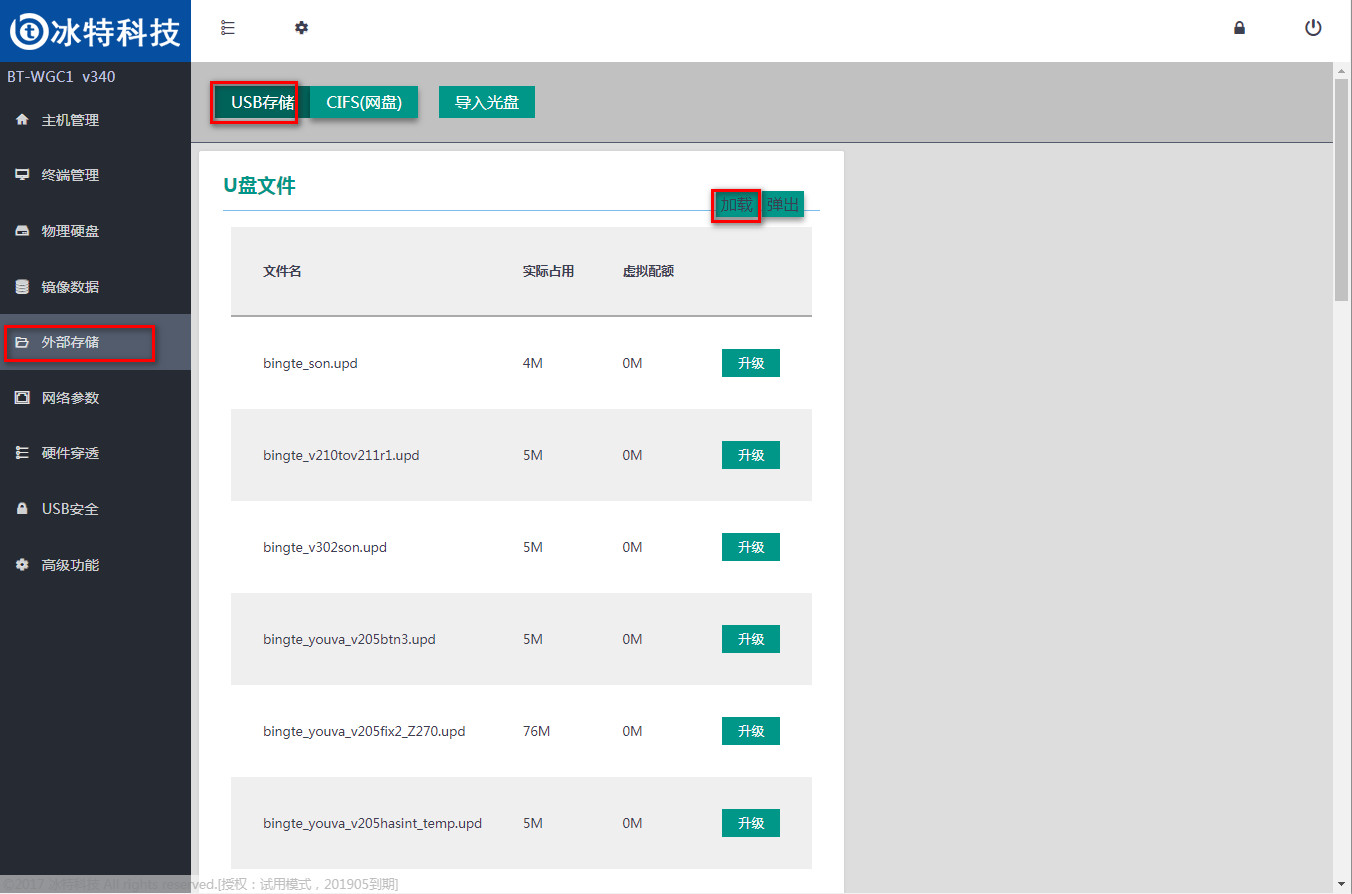 冰特科技
BT-WGC1 v340
主机管理
终端管理
物理硬盘
镜像数据
外部存储
网络参数
硬件穿透
USB安全
高级功能
USB存储 CIFS(网盘) 导入光盘
U盘文件
加载 弹出
文件名 实际占用 虚拟配额
bingte_son.upd 4M 0M 升级
bingte_v210tov211r1.upd 5M 0M 升级
bingte_v302son.upd 5M 0M 升级
bingte_youva_v205btn3.upd 5M 0M 升级
bingte_youva_v205fix2_Z270.upd 76M 0M 升级
bingte_youva_v205hasint_temp.upd 5M 0M 升级
©2017 冰特科技 All rights reserved.[授权：试用模式，201905到期]